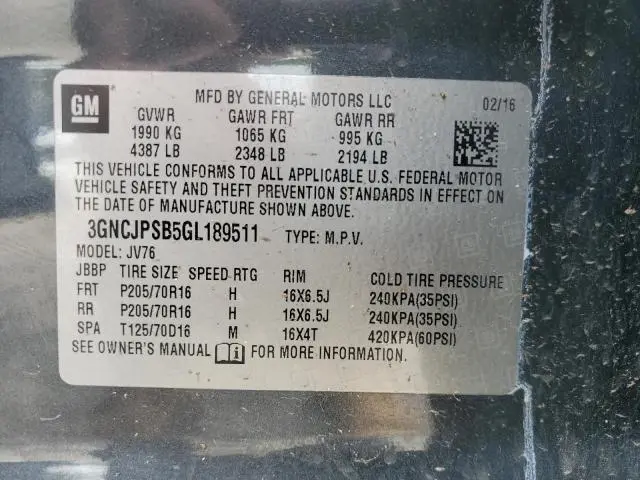 GM
MFD BY GENERAL MOTORS LLC 02/16
GVWR GAWR FRT GAWR RR
1990 KG 1065 KG 995 KG
4387 LB 2348 LB 2194 LB
THIS VEHICLE CONFORMS TO ALL APPLICABLE U.S. FEDERAL MOTOR
VEHICLE SAFETY AND THEFT PREVENTION STANDARDS IN EFFECT ON
THE DATE OF MANUFACTURE SHOWN ABOVE.
3GNCJPSB5GL189511 TYPE: M.P.V.
MODEL: JV76
JBBP TIRE SIZE SPEED RTG RIM COLD TIRE PRESSURE
FRT P205/70R16 H 16X6.5J 240KPA(35PSI)
RR P205/70R16 H 16X6.5J 240KPA(35PSI)
SPA T125/70D16 M 16X4T 420KPA(60PSI)
SEE OWNER'S MANUAL i FOR MORE INFORMATION.